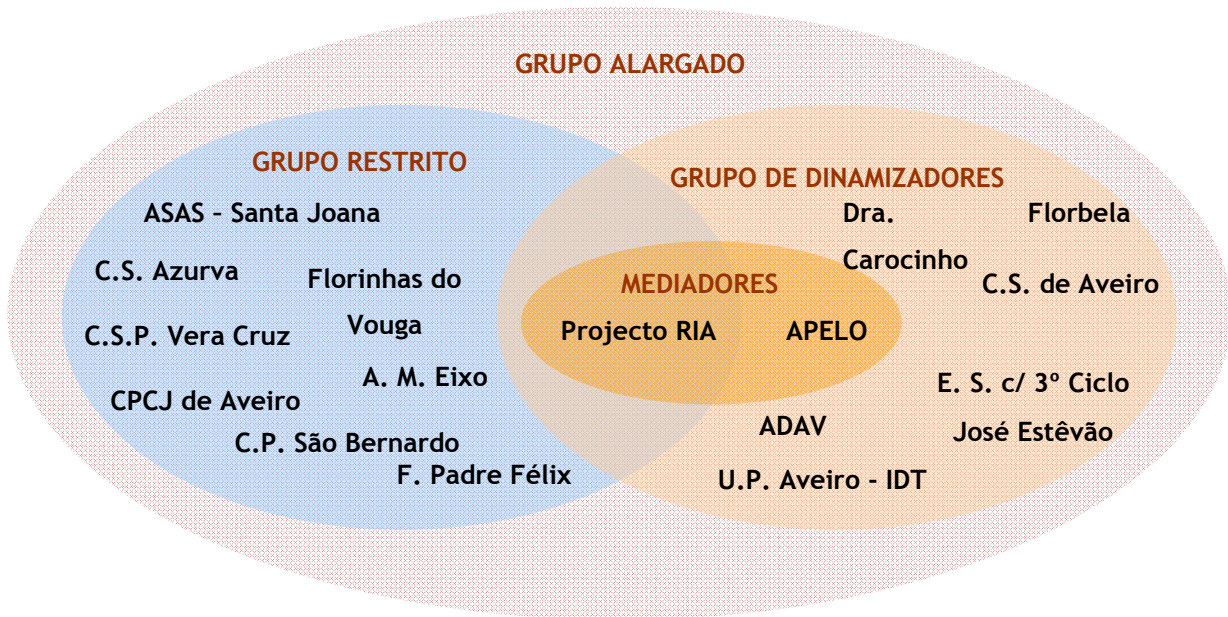 GRUPO ALARGADO
GRUPO RESTRITO
ASAS – Santa Joana
C.S. Azurva
Florinhas do
Vouga
C.S.P. Vera Cruz
A. M. Eixo
CPCJ de Aveiro
C.P. São Bernardo
F. Padre Félix
MEDIADORES
Projecto RIA APELO
GRUPO DE DINAMIZADORES
Dra. Florbela
Carocinho
C.S. de Aveiro
E. S. c/ 3º Ciclo
José Estêvão
ADAV
U.P. Aveiro - IDT